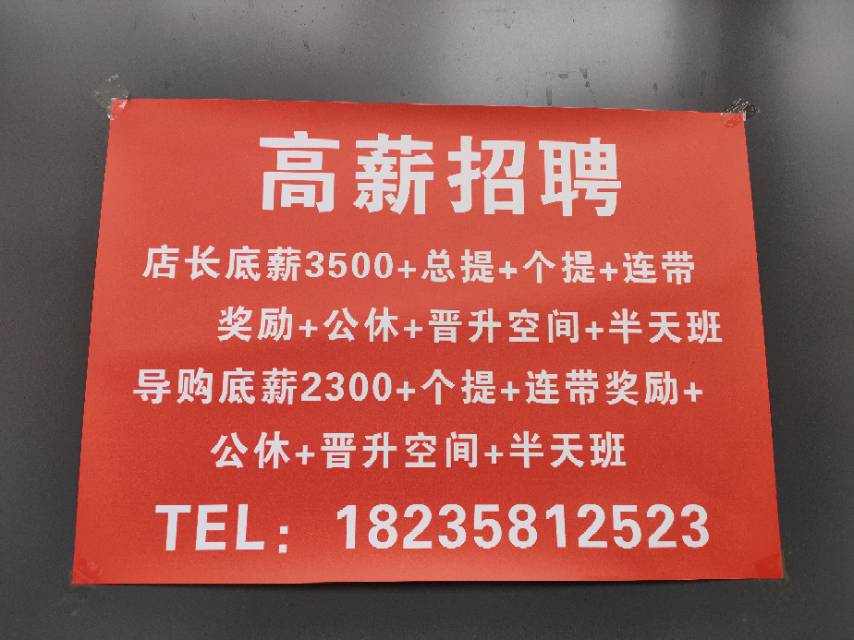 高薪招聘
店长底薪3500+总提+个提+连带
奖励+公休+晋升空间+半天班
导购底薪2300+个提+连带奖励+
公休+晋升空间+半天班
TEL：18235812523